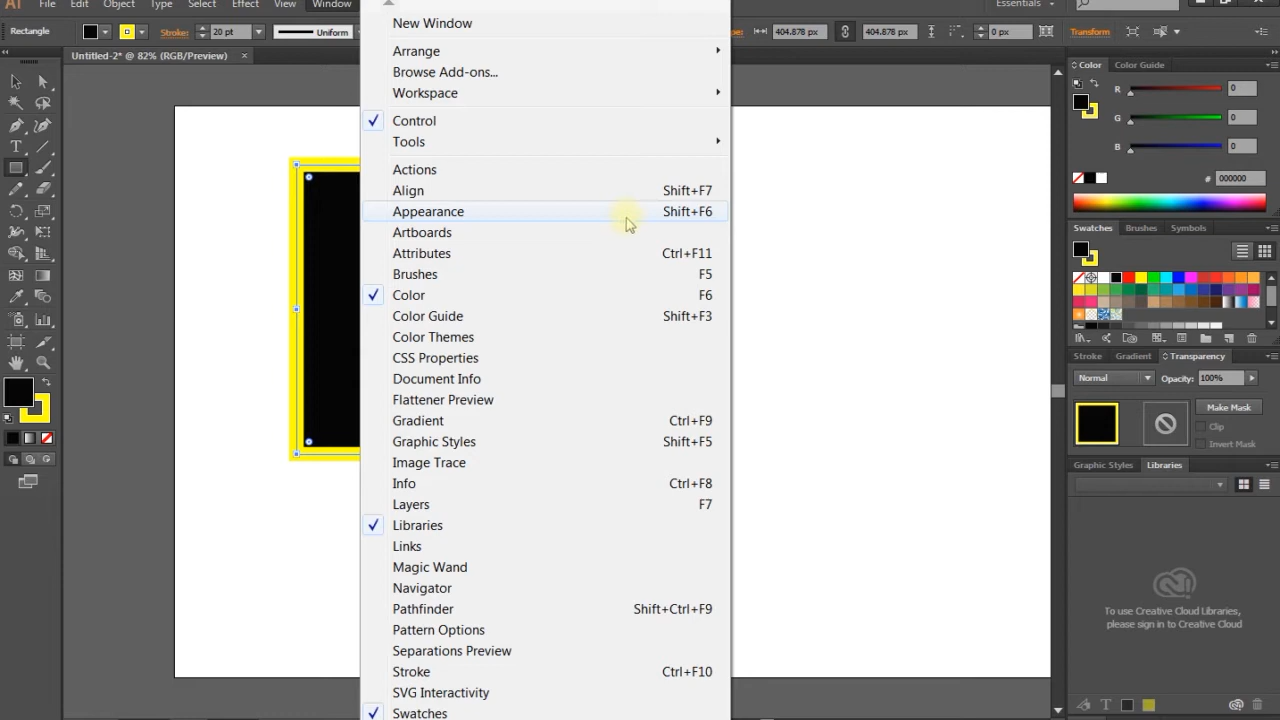 Ai File Edit Object Type Select Effect View Window Essentials
Rectangle Stroke: 20 pt Uniform 404.878 px 404.878 px 0 px Transform
Untitled-2* @ 82% (RGB/Preview) ×
New Window
Arrange
Browse Add-ons...
Workspace
Control
Tools
Actions
Align Shift+F7
Appearance Shift+F6
Artboards
Attributes Ctrl+F11
Brushes F5
Color F6
Color Guide Shift+F3
Color Themes
CSS Properties
Document Info
Flattener Preview
Gradient Ctrl+F9
Graphic Styles Shift+F5
Image Trace
Info Ctrl+F8
Layers F7
Libraries
Links
Magic Wand
Navigator
Pathfinder Shift+Ctrl+F9
Pattern Options
Separations Preview
Stroke Ctrl+F10
SVG Interactivity
Swatches
Color Color Guide
R 0
G 0
B 0
# 000000
Swatches Brushes Symbols
Stroke Gradient Transparency
Normal Opacity: 100%
Make Mask
Clip
Invert Mask
Graphic Styles Libraries
To use Creative Cloud Libraries,
please sign in to Creative Cloud